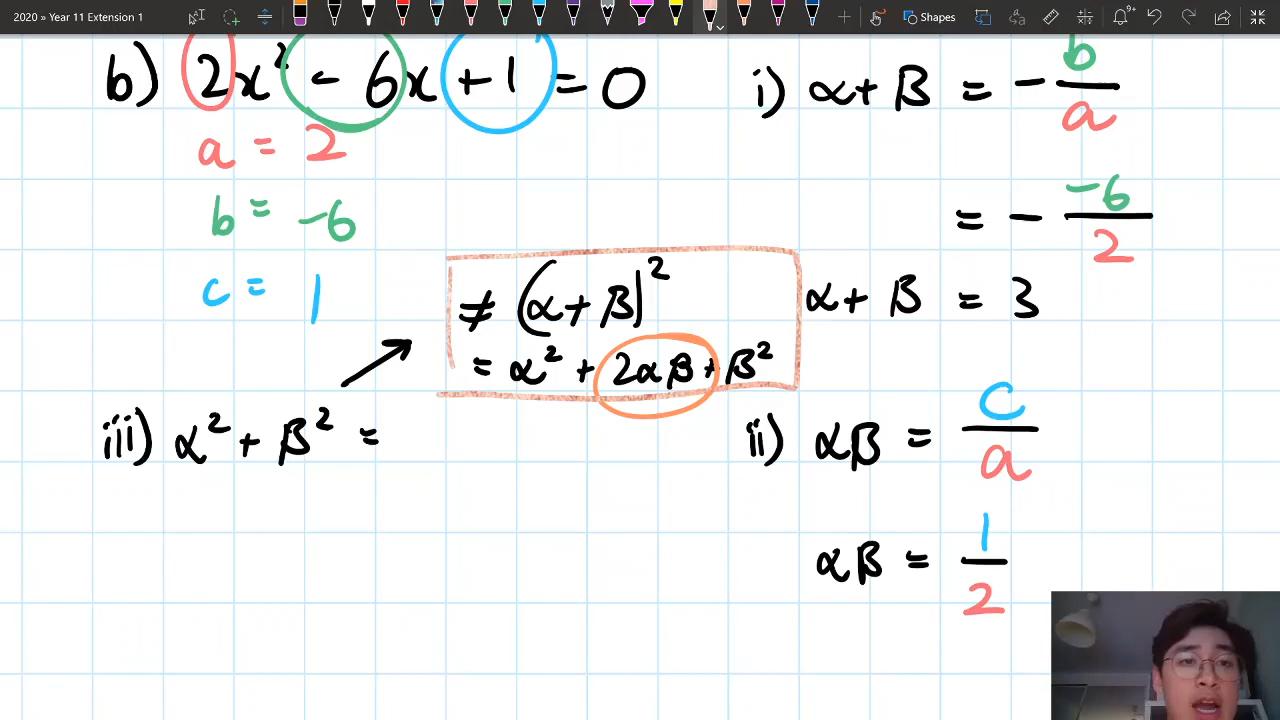 2020 » Year 11 Extension 1
9+
Shapes
b) 2x² - 6x + 1 = 0
a = 2
b = -6
c = 1
≠ (α+β)²
= α² + 2αβ + β²
iii) α² + β² =
i) α+β = - b/a
= - -6/2
α+β = 3
ii) αβ = c/a
αβ = 1/2